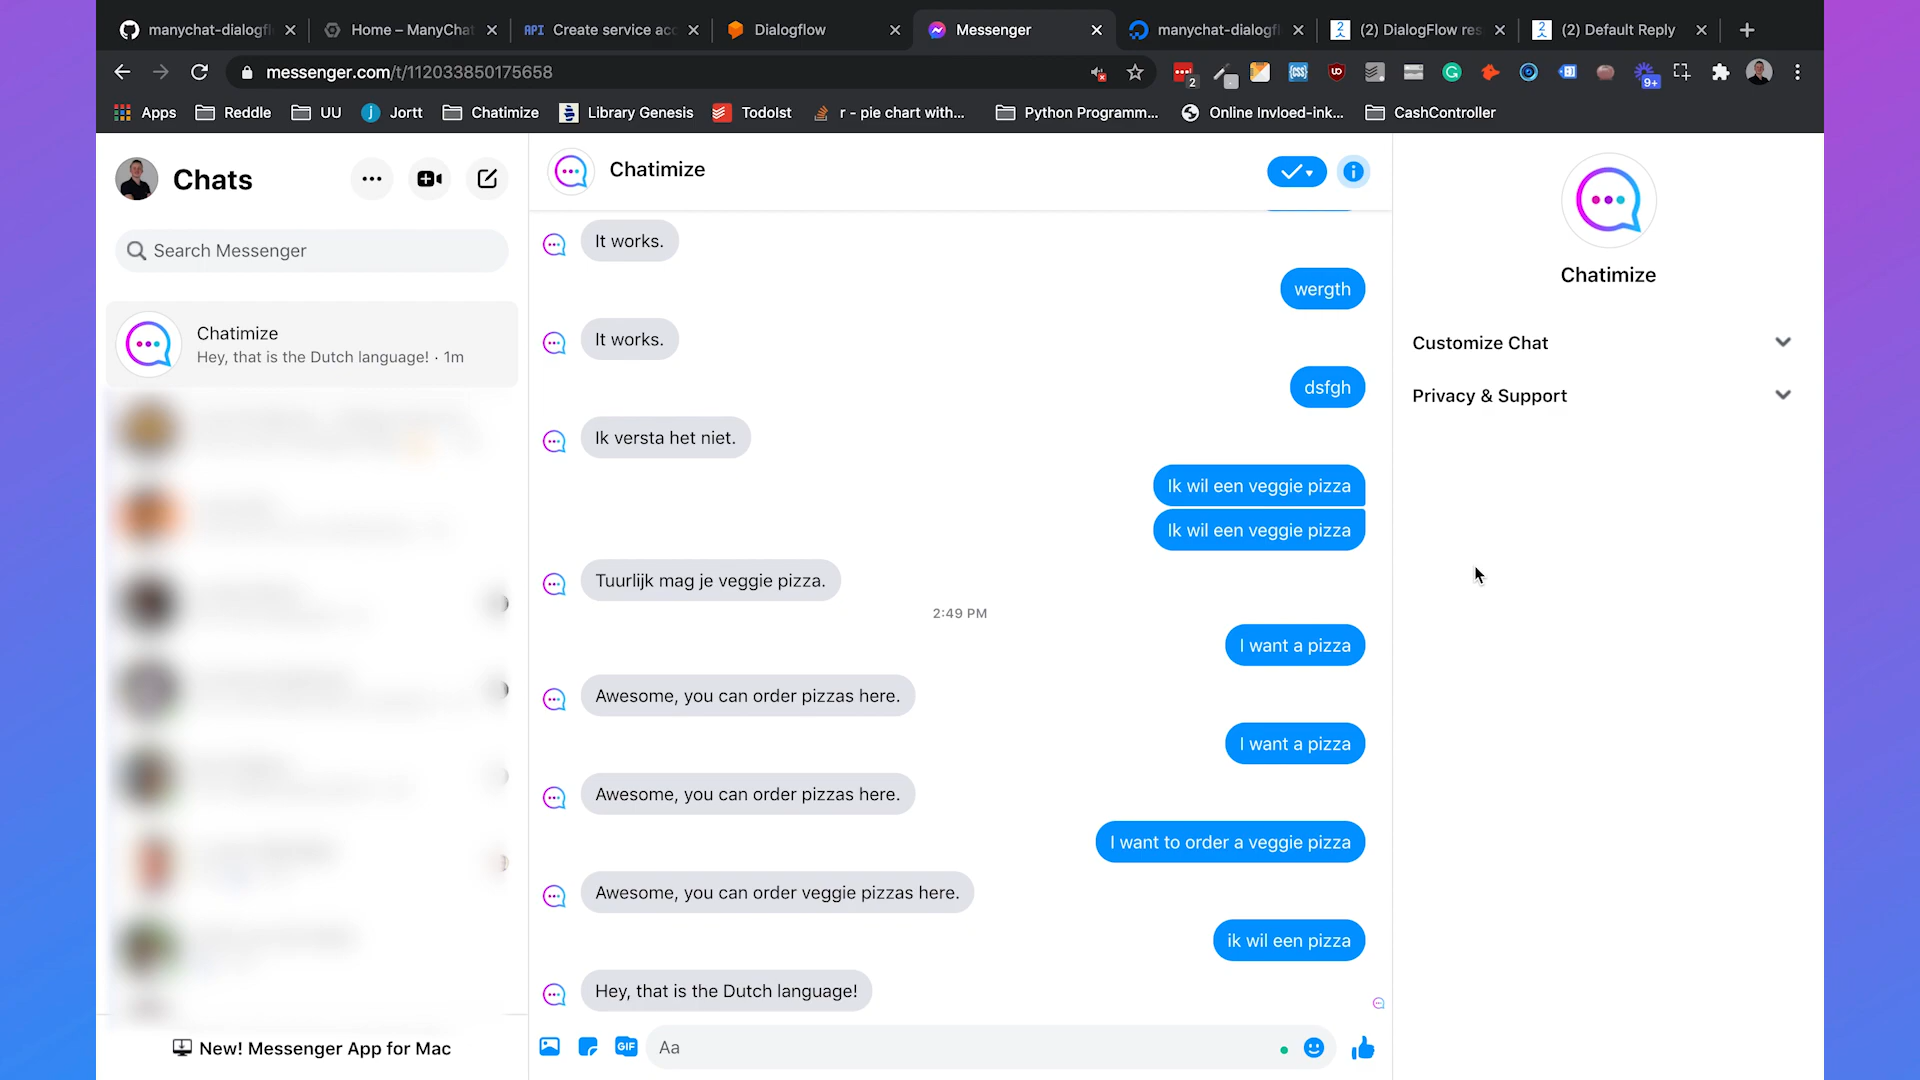 manychat-dialogfl
Home – ManyChat
API Create service acc
Dialogflow
Messenger
manychat-dialogfl
(2) DialogFlow res
(2) Default Reply
messenger.com/t/112033850175658
2
9+
Apps
Reddle
UU
Jortt
Chatimize
Library Genesis
TodoIst
r - pie chart with...
Python Programm...
Online Invloed-ink...
CashController
Chats
Search Messenger
Chatimize
Hey, that is the Dutch language! · 1m
New! Messenger App for Mac
Chatimize
It works.
wergth
It works.
dsfgh
Ik versta het niet.
Ik wil een veggie pizza
Ik wil een veggie pizza
Tuurlijk mag je veggie pizza.
2:49 PM
I want a pizza
Awesome, you can order pizzas here.
I want a pizza
Awesome, you can order pizzas here.
I want to order a veggie pizza
Awesome, you can order veggie pizzas here.
ik wil een pizza
Hey, that is the Dutch language!
GIF
Aa
Chatimize
Customize Chat
Privacy & Support